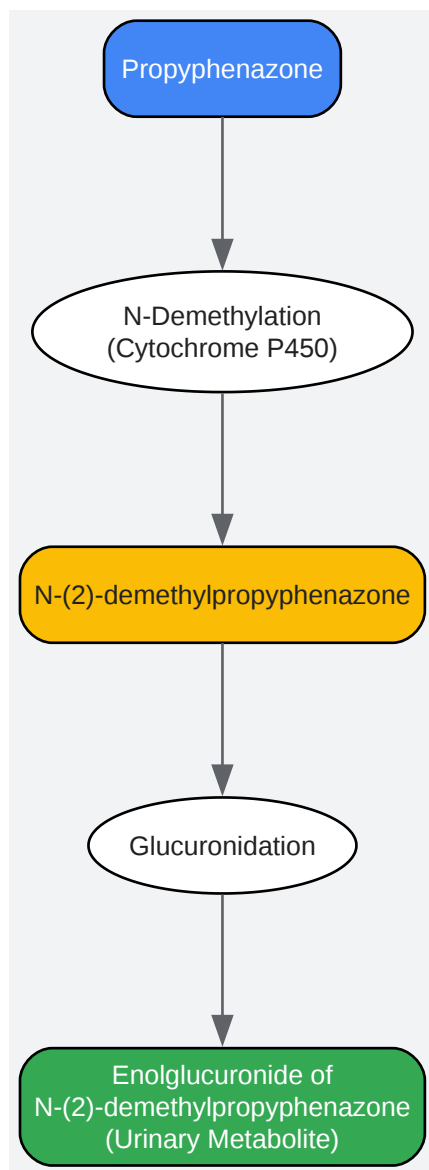 Propyphenazone
N-Demethylation
(Cytochrome P450)
N-(2)-demethylpropyphenazone
Glucuronidation
Enolglucuronide of
N-(2)-demethylpropyphenazone
(Urinary Metabolite)